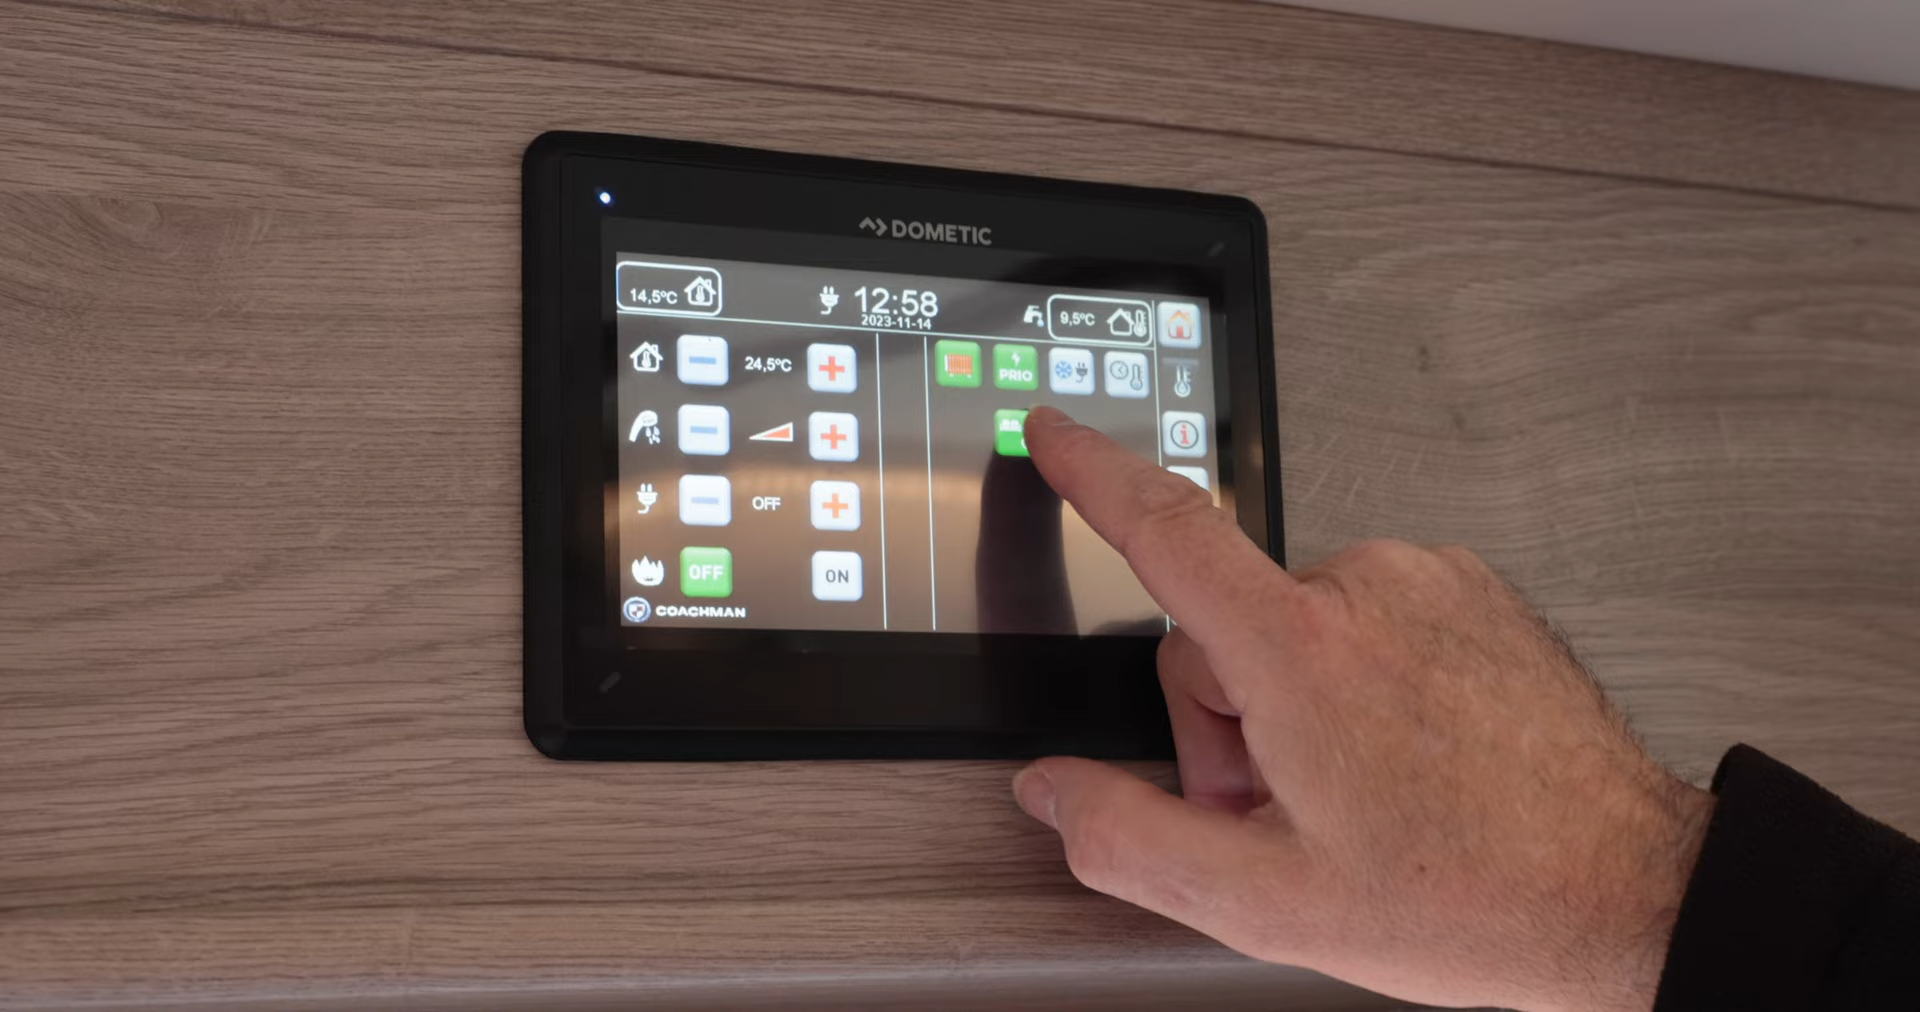 DOMETIC
14,5°C
12:58
2023-11-14
9,5°C
24,5°C
PRIO
OFF
OFF
ON
COACHMAN